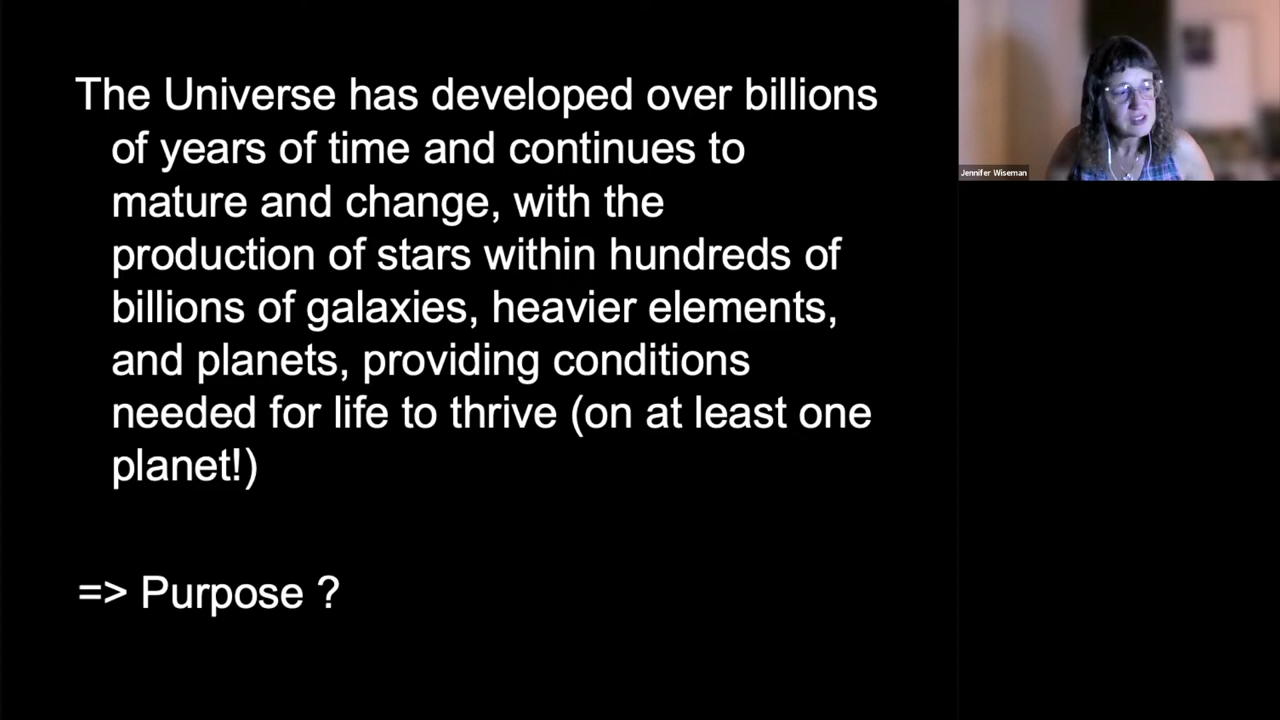 The Universe has developed over billions
of years of time and continues to
mature and change, with the
production of stars within hundreds of
billions of galaxies, heavier elements,
and planets, providing conditions
needed for life to thrive (on at least one
planet!)
=> Purpose ?
Jennifer Wiseman